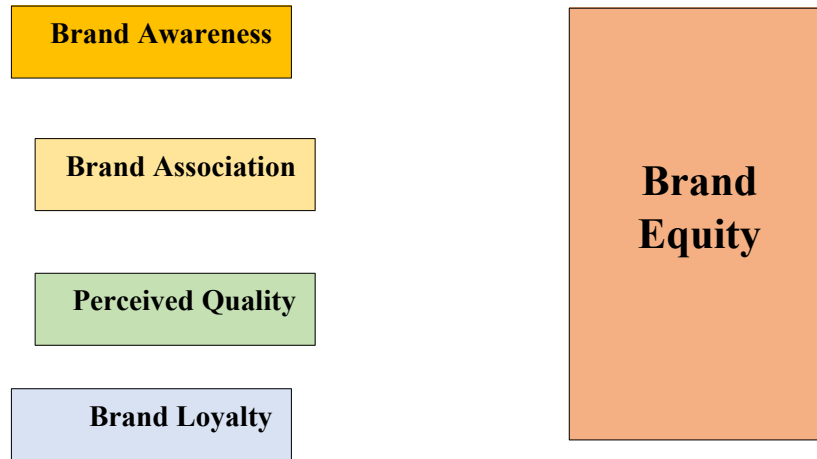 Brand Awareness
Brand Association
Perceived Quality
Brand Loyalty
Brand
Equity